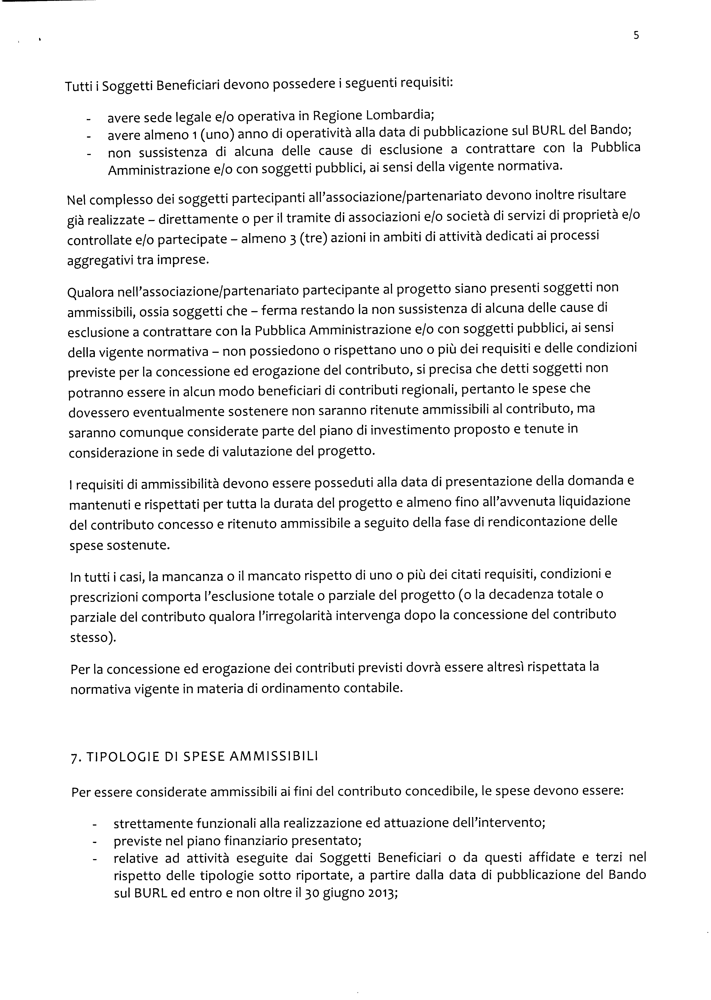 5
Tutti i Soggetti Beneficiari devono possedere i seguenti requisiti:
- avere sede legale e/o operativa in Regione Lombardia;
- avere almeno 1 (uno) anno di operatività alla data di pubblicazione sul BURL del Bando;
- non sussistenza di alcuna delle cause di esclusione a contrattare con la Pubblica
Amministrazione e/o con soggetti pubblici, ai sensi della vigente normativa.
Nel complesso dei soggetti partecipanti all'associazione/partenariato devono inoltre risultare
già realizzate – direttamente o per il tramite di associazioni e/o società di servizi di proprietà e/o
controllate e/o partecipate – almeno 3 (tre) azioni in ambiti di attività dedicati ai processi
aggregativi tra imprese.
Qualora nell'associazione/partenariato partecipante al progetto siano presenti soggetti non
ammissibili, ossia soggetti che – ferma restando la non sussistenza di alcuna delle cause di
esclusione a contrattare con la Pubblica Amministrazione e/o con soggetti pubblici, ai sensi
della vigente normativa – non possiedono o rispettano uno o più dei requisiti e delle condizioni
previste per la concessione ed erogazione del contributo, si precisa che detti soggetti non
potranno essere in alcun modo beneficiari di contributi regionali, pertanto le spese che
dovessero eventualmente sostenere non saranno ritenute ammissibili al contributo, ma
saranno comunque considerate parte del piano di investimento proposto e tenute in
considerazione in sede di valutazione del progetto.
I requisiti di ammissibilità devono essere posseduti alla data di presentazione della domanda e
mantenuti e rispettati per tutta la durata del progetto e almeno fino all'avvenuta liquidazione
del contributo concesso e ritenuto ammissibile a seguito della fase di rendicontazione delle
spese sostenute.
In tutti i casi, la mancanza o il mancato rispetto di uno o più dei citati requisiti, condizioni e
prescrizioni comporta l'esclusione totale o parziale del progetto (o la decadenza totale o
parziale del contributo qualora l'irregolarità intervenga dopo la concessione del contributo
stesso).
Per la concessione ed erogazione dei contributi previsti dovrà essere altresì rispettata la
normativa vigente in materia di ordinamento contabile.
7. TIPOLOGIE DI SPESE AMMISSIBILI
Per essere considerate ammissibili ai fini del contributo concedibile, le spese devono essere:
- strettamente funzionali alla realizzazione ed attuazione dell'intervento;
- previste nel piano finanziario presentato;
- relative ad attività eseguite dai Soggetti Beneficiari o da questi affidate e terzi nel
rispetto delle tipologie sotto riportate, a partire dalla data di pubblicazione del Bando
sul BURL ed entro e non oltre il 30 giugno 2013;